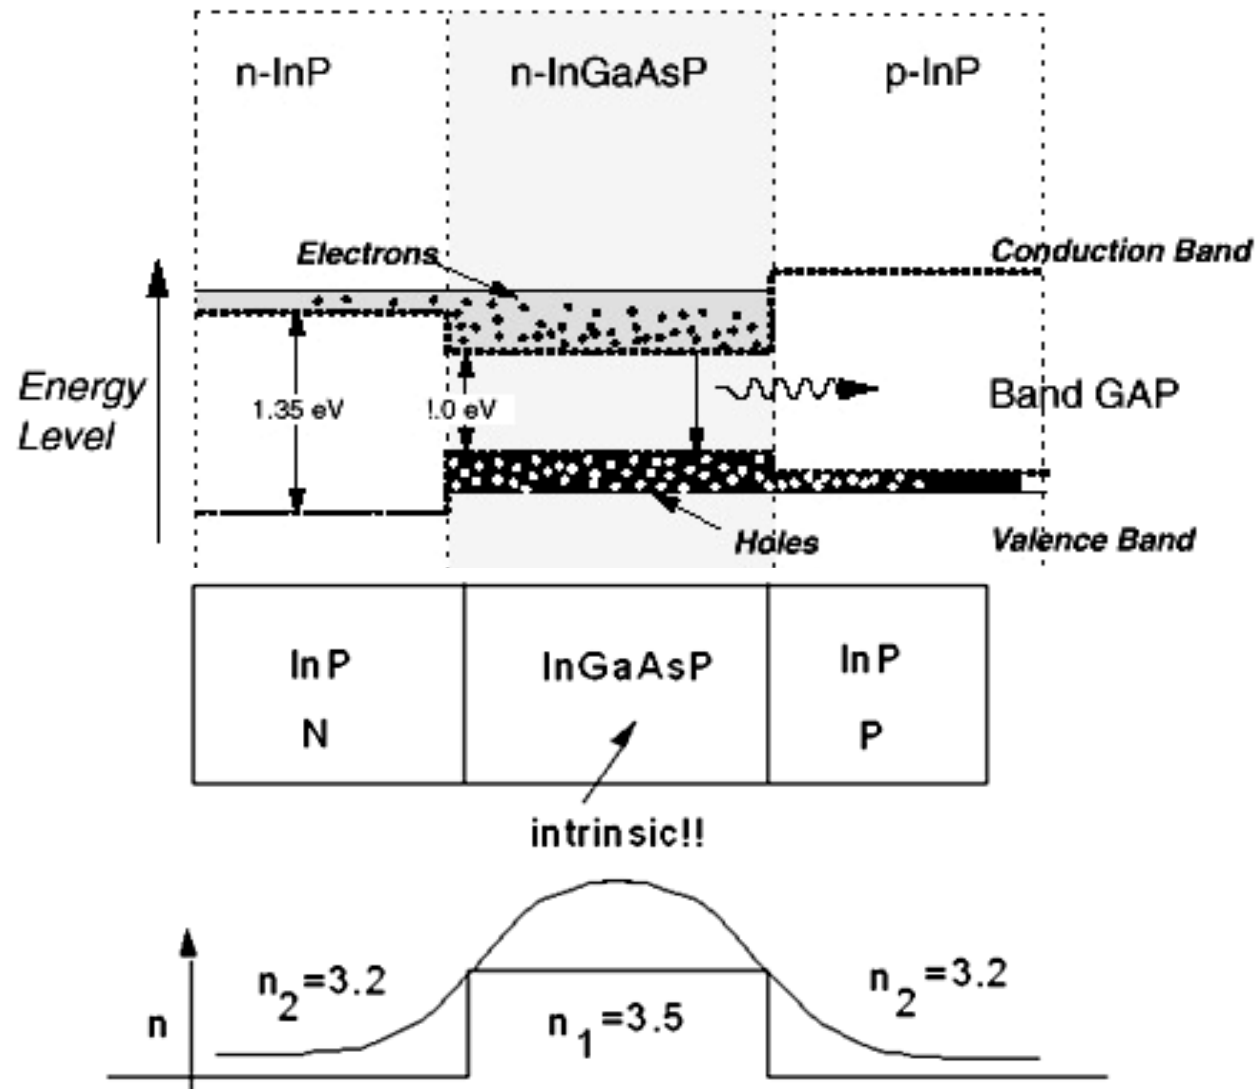 n-InP
n-InGaAsP
p-InP
Electrons
Conduction Band
Energy
Level
1.35 eV
!.0 eV
Band GAP
Holes
Valence Band
InP
N
InGaAsP
InP
P
intrinsic!!
n
n2=3.2
n1=3.5
n2=3.2